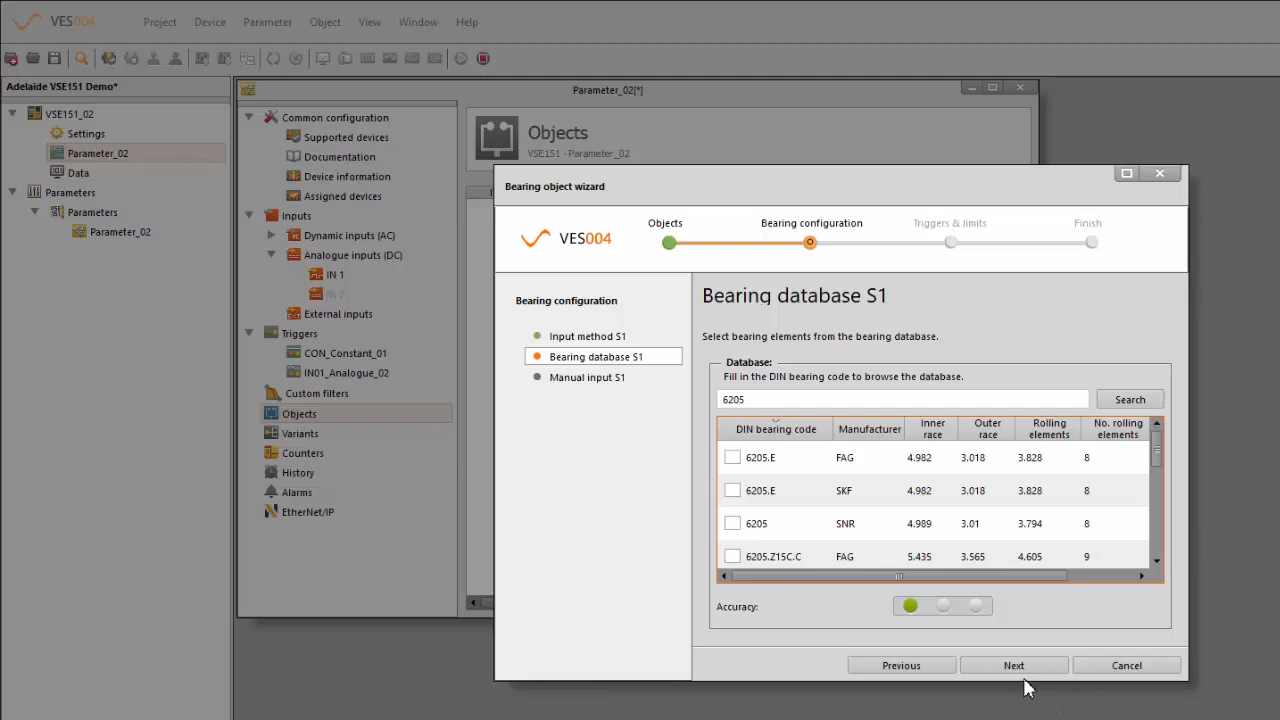 VES004
Project Device Parameter Object View Window Help
Adelaide VSE151 Demo*
VSE151_02
Settings
Parameter_02
Data
Parameters
Parameters
Parameter_02
Parameter_02[*]
Common configuration
Supported devices
Documentation
Device information
Assigned devices
Inputs
Dynamic inputs (AC)
Analogue inputs (DC)
IN 1
IN 2
External inputs
Triggers
CON_Constant_01
IN01_Analogue_02
Custom filters
Objects
Variants
Counters
History
Alarms
EtherNet/IP
Objects
VSE151 - Parameter_02
Bearing object wizard
VES004
Objects Bearing configuration Triggers & limits Finish
Bearing configuration
Input method S1
Bearing database S1
Manual input S1
Bearing database S1
Select bearing elements from the bearing database.
Database:
Fill in the DIN bearing code to browse the database.
6205 Search
DIN bearing code Manufacturer Inner race Outer race Rolling elements No. rolling elements
6205.E FAG 4.982 3.018 3.828 8
6205.E SKF 4.982 3.018 3.828 8
6205 SNR 4.989 3.01 3.794 8
6205.Z15C.C FAG 5.435 3.565 4.605 9
Accuracy:
Previous Next Cancel